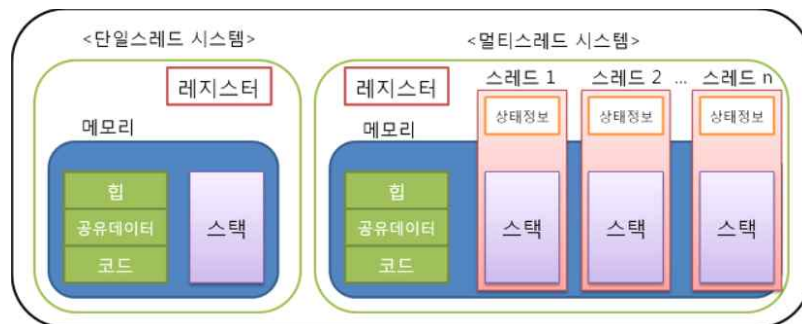 <단일스레드 시스템>
레지스터
메모리
힙
공유데이터
코드
스택
<멀티스레드 시스템>
레지스터
스레드 1 스레드 2 ... 스레드 n
상태정보 상태정보 상태정보
메모리
힙
공유데이터
코드
스택 스택 스택